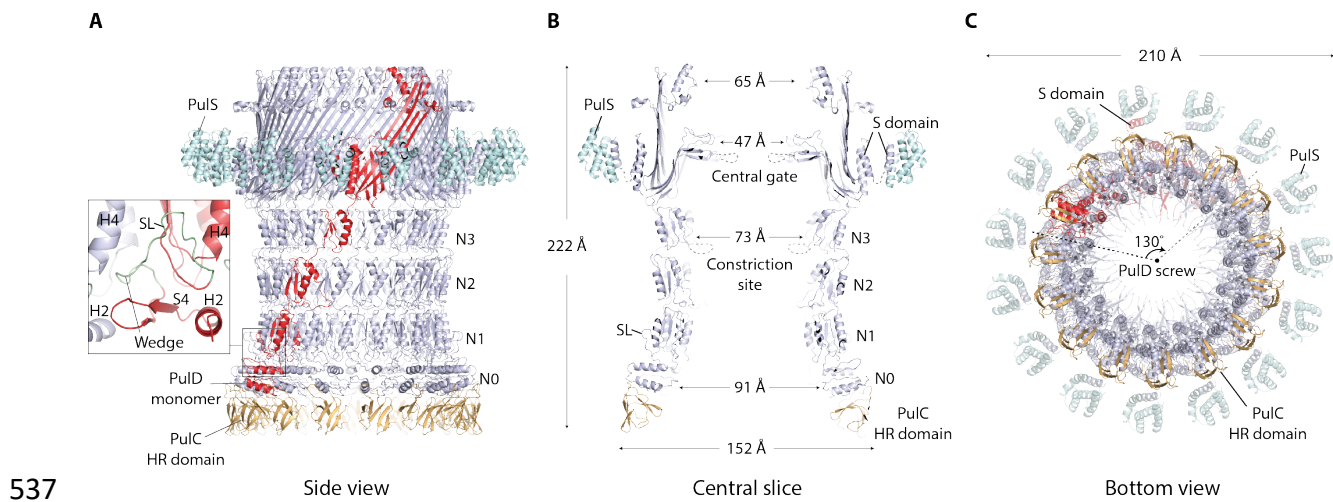 A
PulS
H4
SL
H4
H2
S4
H2
Wedge
N3
N2
N1
N0
PulD
monomer
PulC
HR domain
Side view
B
222 Å
65 Å
PulS
S domain
47 Å
Central gate
73 Å
N3
Constriction
site
N2
SL
N1
N0
91 Å
PulC
HR domain
152 Å
Central slice
C
210 Å
S domain
PulS
130°
PulD screw
PulC
HR domain
Bottom view
537